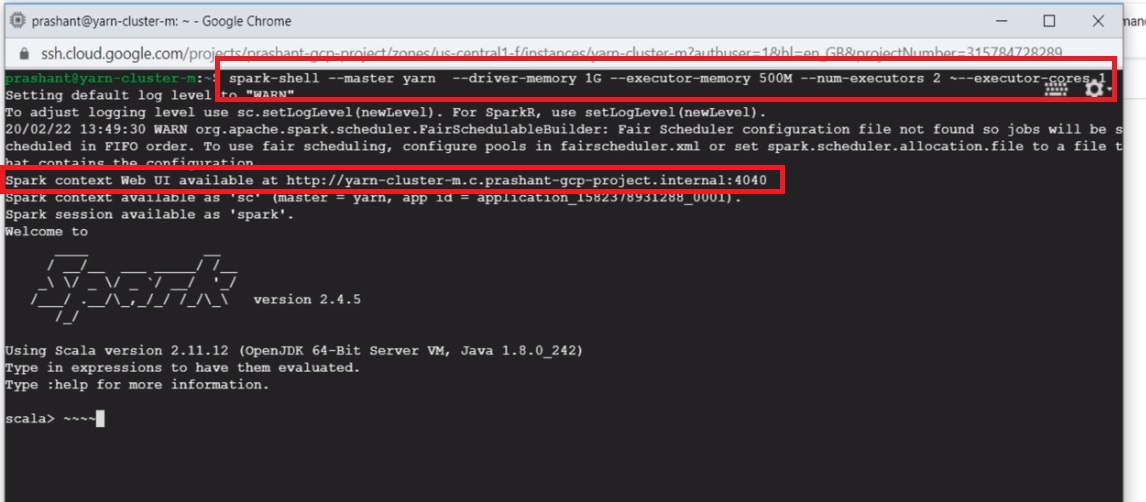 prashant@yarn-cluster-m: ~ - Google Chrome
ssh.cloud.google.com/projects/prashant-gcp-project/zones/us-central1-f/instances/yarn-cluster-m?authuser=1&hl=en_GB&projectNumber=315784728289
prashant@yarn-cluster-m:~$ spark-shell --master yarn  --driver-memory 1G --executor-memory 500M --num-executors 2 ~--executor-cores 1
Setting default log level to "WARN"
To adjust logging level use sc.setLogLevel(newLevel). For SparkR, use setLogLevel(newLevel).
20/02/22 13:49:30 WARN org.apache.spark.scheduler.FairSchedulableBuilder: Fair Scheduler configuration file not found so jobs will be s
cheduled in FIFO order. To use fair scheduling, configure pools in fairscheduler.xml or set spark.scheduler.allocation.file to a file t
hat contains the configuration.
Spark context Web UI available at http://yarn-cluster-m.c.prashant-gcp-project.internal:4040
Spark context available as 'sc' (master = yarn, app id = application_1582378931288_0001).
Spark session available as 'spark'.
Welcome to
Spark
version 2.4.5
Using Scala version 2.11.12 (OpenJDK 64-Bit Server VM, Java 1.8.0_242)
Type in expressions to have them evaluated.
Type :help for more information.
scala> ~~~~